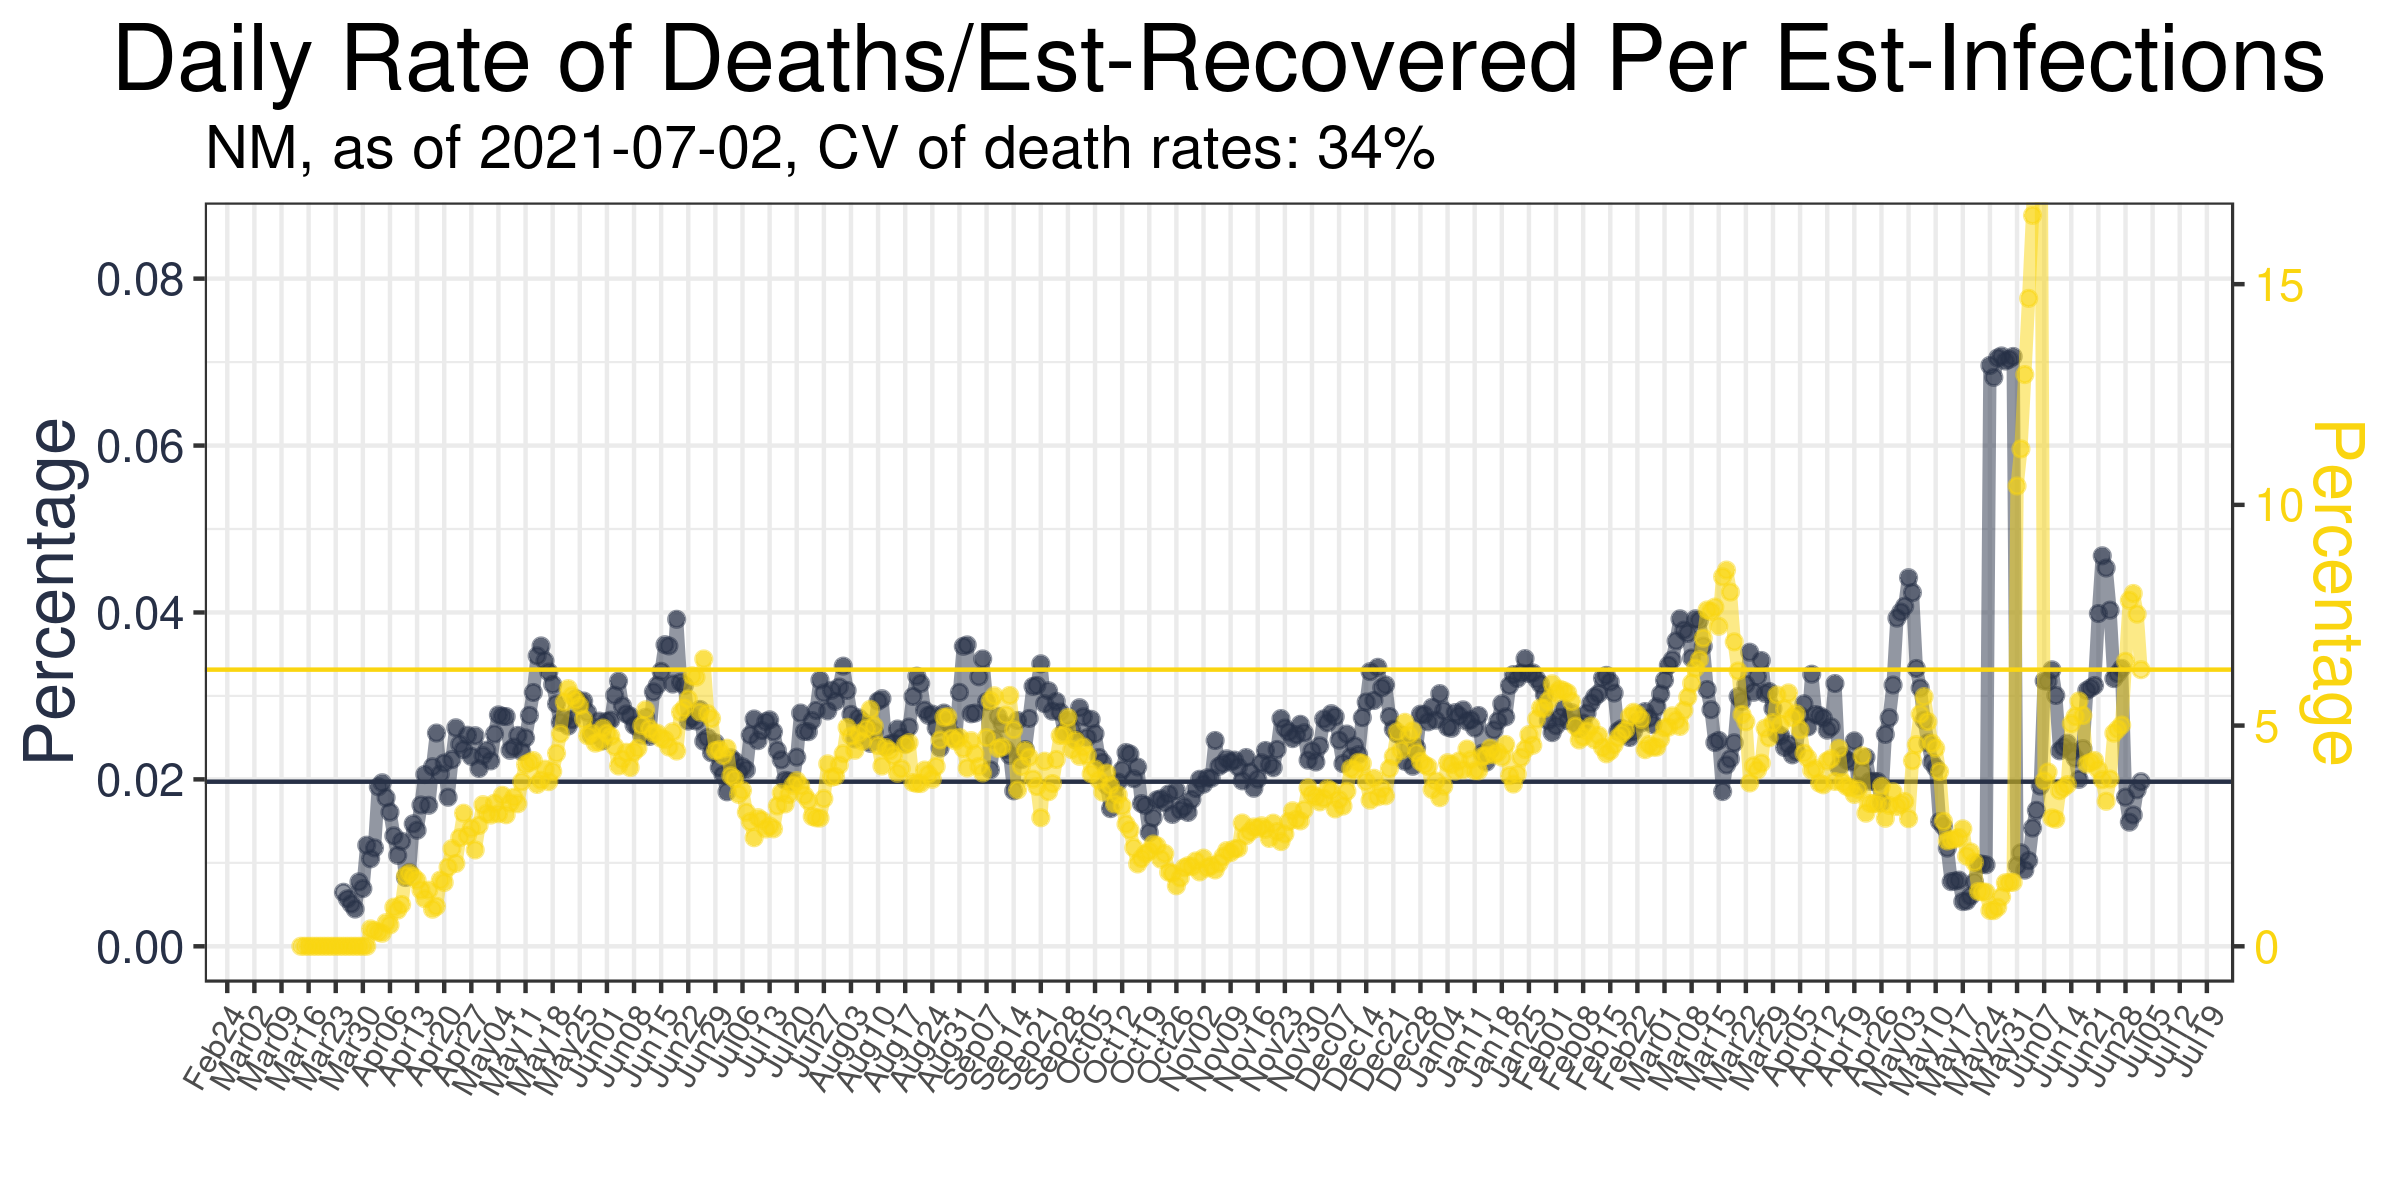 Daily Rate of Deaths/Est-Recovered Per Est-Infections
NM, as of 2021-07-02, CV of death rates: 34%
Percentage
0.08
0.06
0.04
0.02
0.00
15
10
5
0
Percentage
Feb24
Mar02
Mar09
Mar16
Mar23
Mar30
Apr06
Apr13
Apr20
Apr27
May04
May11
May18
May25
Jun01
Jun08
Jun15
Jun22
Jun29
Jul06
Jul13
Jul20
Jul27
Aug03
Aug10
Aug17
Aug24
Aug31
Sep07
Sep14
Sep21
Sep28
Oct05
Oct12
Oct19
Oct26
Nov02
Nov09
Nov16
Nov23
Nov30
Dec07
Dec14
Dec21
Dec28
Jan04
Jan11
Jan18
Jan25
Feb01
Feb08
Feb15
Feb22
Mar01
Mar08
Mar15
Mar22
Mar29
Apr05
Apr12
Apr19
Apr26
May03
May10
May17
May24
May31
Jun07
Jun14
Jun21
Jun28
Jul05
Jul12
Jul19